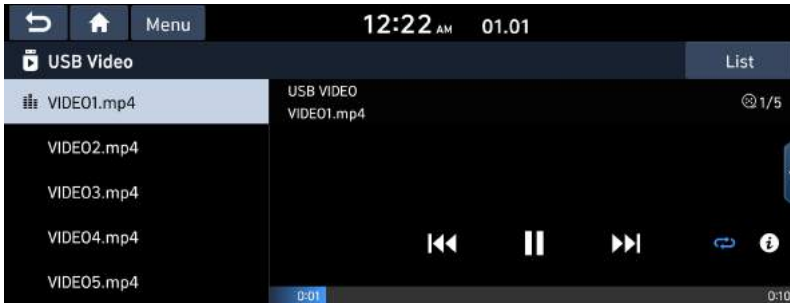 Menu
12:22 AM 01.01
USB Video
List
VIDEO1.mp4
VIDEO2.mp4
VIDEO3.mp4
VIDEO4.mp4
VIDEO5.mp4
USB VIDEO
VIDEO1.mp4
1/5
0:01
0:10